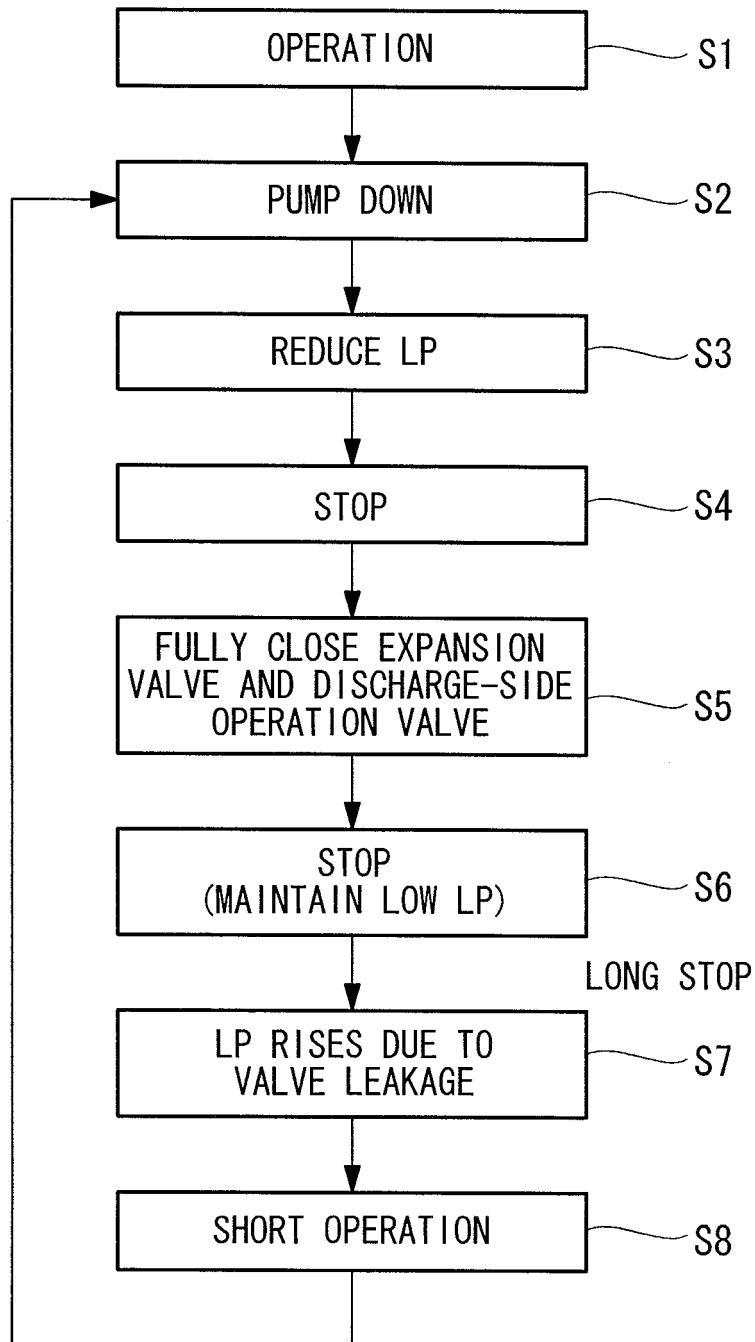 OPERATION
S1
PUMP DOWN
S2
REDUCE LP
S3
STOP
S4
FULLY CLOSE EXPANSION
VALVE AND DISCHARGE-SIDE
OPERATION VALVE
S5
STOP
(MAINTAIN LOW LP)
S6
LONG STOP
LP RISES DUE TO
VALVE LEAKAGE
S7
SHORT OPERATION
S8